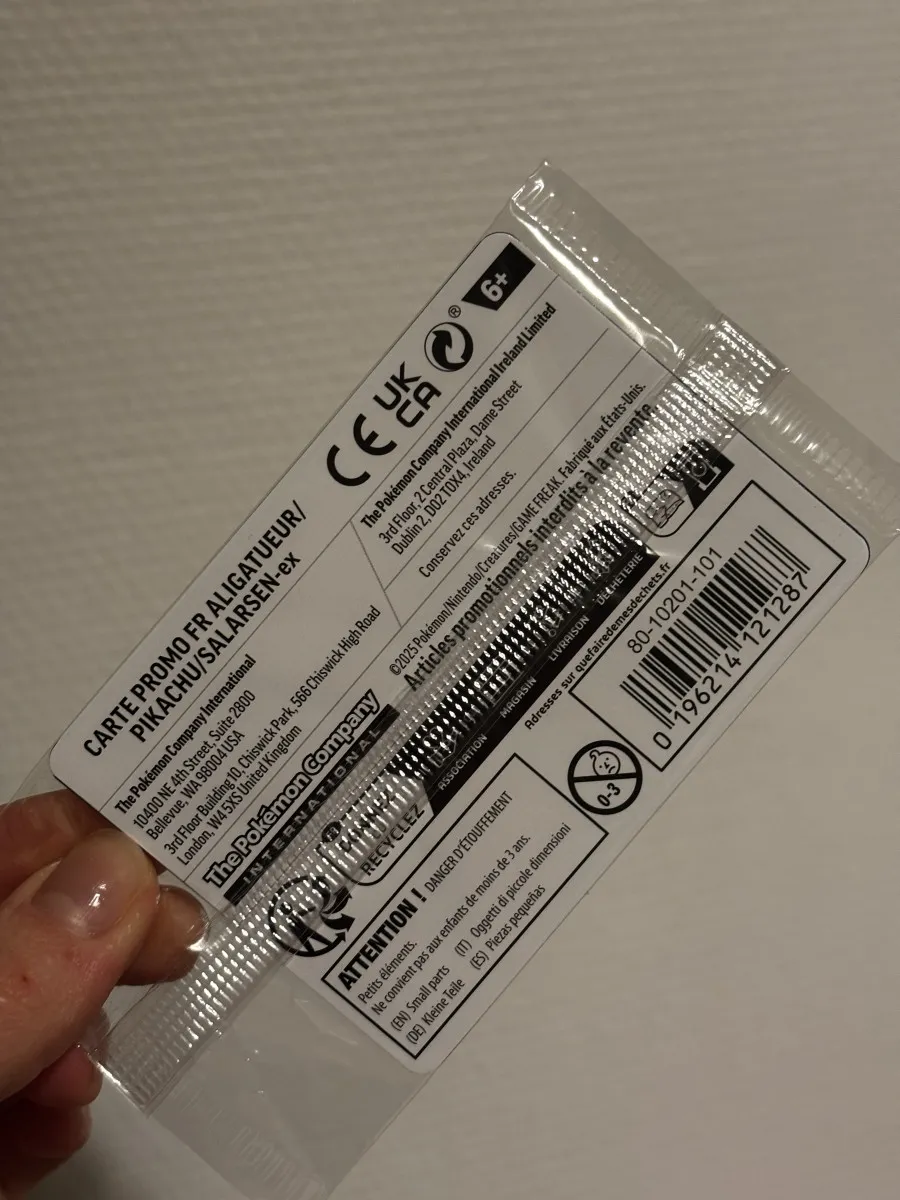 CARTE PROMO FR ALIGATUEUR/
PIKACHU/SALARSEN-ex
CE
UK
CA
®
6+
The Pokémon Company International
10400 NE 4th Street, Suite 2800
Bellevue, WA 98004 USA
3rd Floor Building 10, Chiswick Park, 566 Chiswick High Road
London, W4 5XS United Kingdom
The Pokémon Company International Ireland Limited
3rd Floor, 2 Central Plaza, Dame Street
Dublin 2, D02 T0X4, Ireland
Conservez ces adresses.
The Pokémon Company
INTERNATIONAL
©2025 Pokémon/Nintendo/Creatures/GAME FREAK. Fabriqué aux États-Unis.
Articles promotionnels interdits à la revente.
RECYCLEZ
ASSOCIATION
MAGASIN
LIVRAISON
DÉCHÈTERIE
Adresses sur quefairedemesdechets.fr
ATTENTION ! DANGER D'ÉTOUFFEMENT
Petits éléments.
Ne convient pas aux enfants de moins de 3 ans.
(EN) Small parts (IT) Oggetti di piccole dimensioni
(DE) Kleine Teile (ES) Piezas pequeñas
0-3
80-10201-101
0 196214 121287